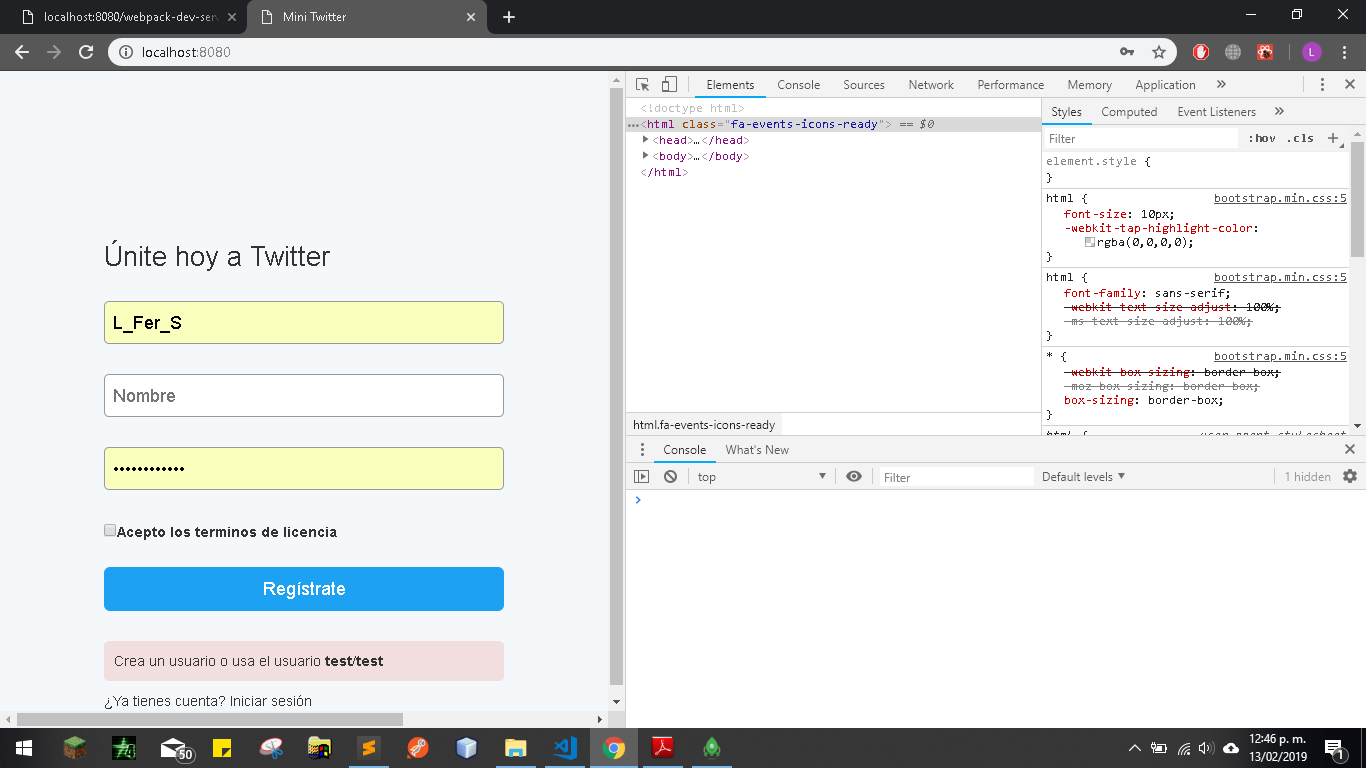 localhost:8080/webpack-dev-ser
Mini Twitter
localhost:8080
L
Únite hoy a Twitter
L_Fer_S
Nombre
••••••••••••
Acepto los terminos de licencia
Regístrate
Crea un usuario o usa el usuario test/test
¿Ya tienes cuenta? Iniciar sesión
Elements Console Sources Network Performance Memory Application »
<!doctype html>
…<html class="fa-events-icons-ready"> == $0
<head>…</head>
<body>…</body>
</html>
html.fa-events-icons-ready
Styles Computed Event Listeners »
Filter :hov .cls +
element.style {
}
html { bootstrap.min.css:5
font-size: 10px;
-webkit-tap-highlight-color:
rgba(0,0,0,0);
}
html { bootstrap.min.css:5
font-family: sans-serif;
-webkit-text-size-adjust: 100%;
-ms-text-size-adjust: 100%;
}
* { bootstrap.min.css:5
-webkit-box-sizing: border-box;
-moz-box-sizing: border-box;
box-sizing: border-box;
}
html { user agent stylesheet
Console What's New
top Filter Default levels 1 hidden
50
12:46 p. m.
13/02/2019
1